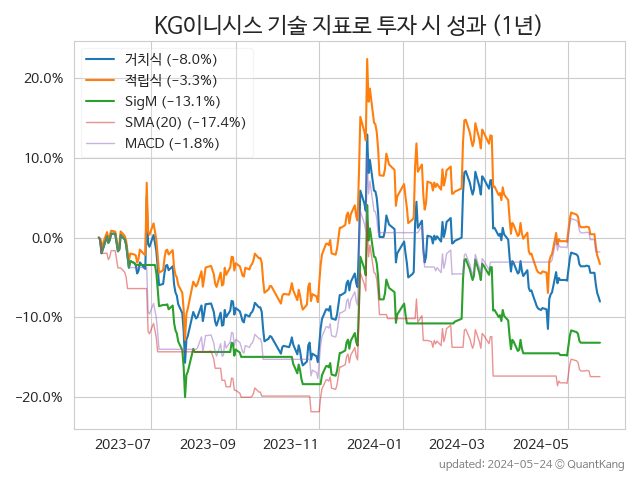 KG이니시스 기술 지표로 투자 시 성과 (1년)
거치식 (−8.0%)
적립식 (−3.3%)
SigM (−13.1%)
SMA(20) (−17.4%)
MACD (−1.8%)
20.0%
10.0%
0.0%
−10.0%
−20.0%
2023-07 2023-09 2023-11 2024-01 2024-03 2024-05
updated: 2024-05-24 © QuantKang